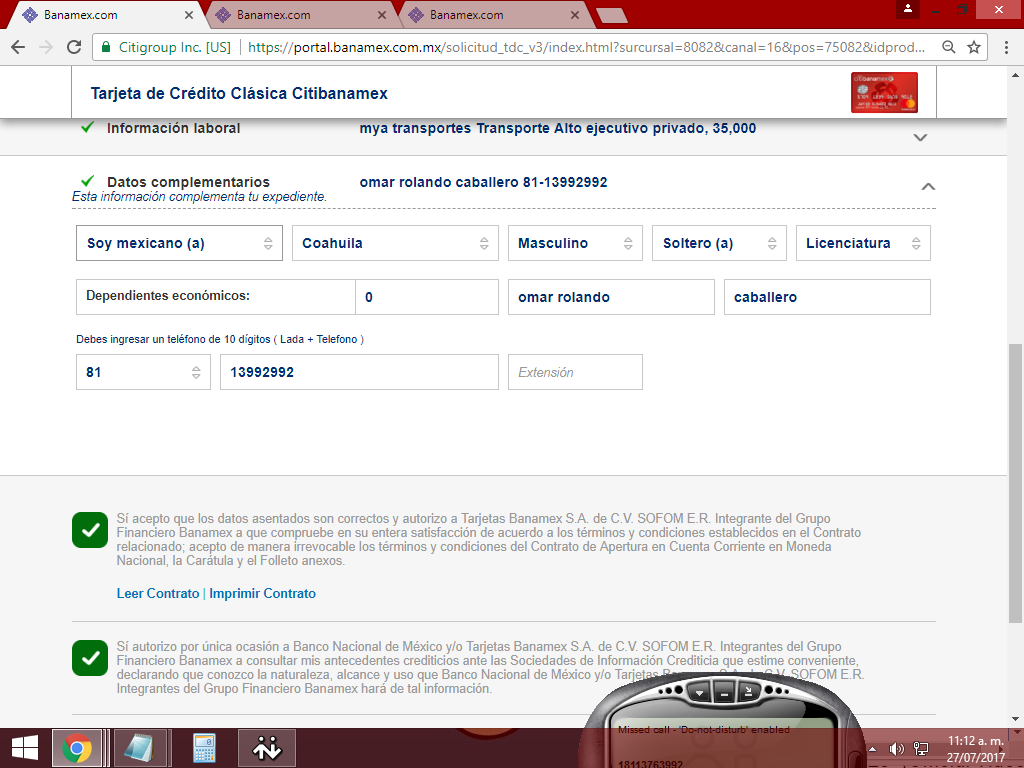 Banamex.com
Banamex.com
Banamex.com
Citigroup Inc. [US]
https://portal.banamex.com.mx/solicitud_tdc_v3/index.html?surcursal=8082&canal=16&pos=75082&idprod...
Tarjeta de Crédito Clásica Citibanamex
Información laboral
mya transportes Transporte Alto ejecutivo privado, 35,000
Datos complementarios
omar rolando caballero 81-13992992
Esta información complementa tu expediente.
Soy mexicano (a)
Coahuila
Masculino
Soltero (a)
Licenciatura
Dependientes económicos:
0
omar rolando
caballero
Debes ingresar un teléfono de 10 dígitos ( Lada + Telefono )
81
13992992
Extensión
Sí acepto que los datos asentados son correctos y autorizo a Tarjetas Banamex S.A. de C.V. SOFOM E.R. Integrante del Grupo
Financiero Banamex a que compruebe en su entera satisfacción de acuerdo a los términos y condiciones establecidos en el Contrato
relacionado; acepto de manera irrevocable los términos y condiciones del Contrato de Apertura en Cuenta Corriente en Moneda
Nacional, la Carátula y el Folleto anexos.
Leer Contrato | Imprimir Contrato
Sí autorizo por única ocasión a Banco Nacional de México y/o Tarjetas Banamex S.A. de C.V. SOFOM E.R. Integrantes del Grupo
Financiero Banamex a consultar mis antecedentes crediticios ante las Sociedades de Información Crediticia que estime conveniente,
declarando que conozco la naturaleza, alcance y uso que Banco Nacional de México y/o Tarjetas Banamex S.A. de C.V. SOFOM E.R.
Integrantes del Grupo Financiero Banamex hará de tal información.
Missed call - 'Do-not-disturb' enabled
18113763992
11:12 a. m.
27/07/2017